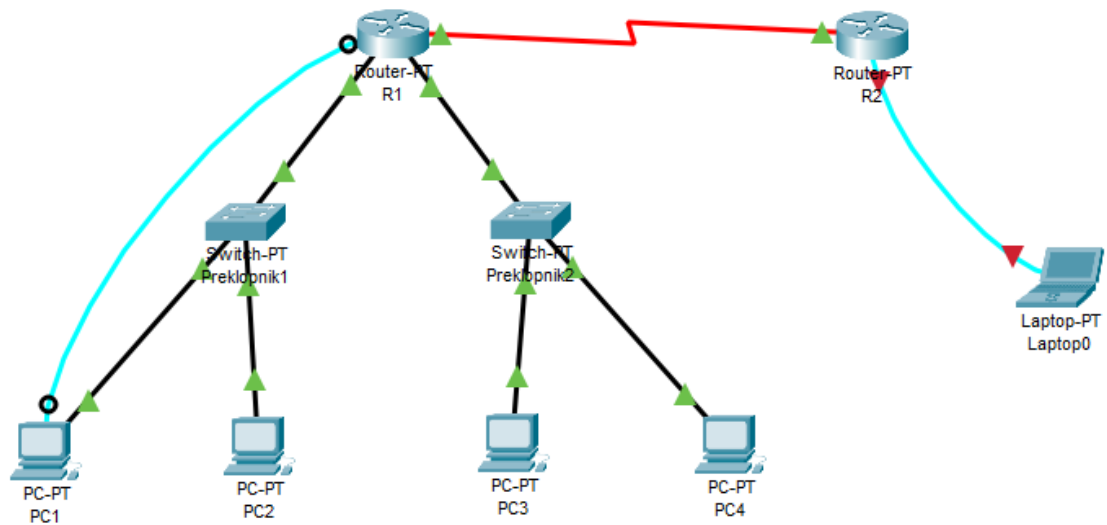 Router-PT
R1
Router-PT
R2
Switch-PT
Preklopnik1
Switch-PT
Preklopnik2
Laptop-PT
Laptop0
PC-PT
PC1
PC-PT
PC2
PC-PT
PC3
PC-PT
PC4